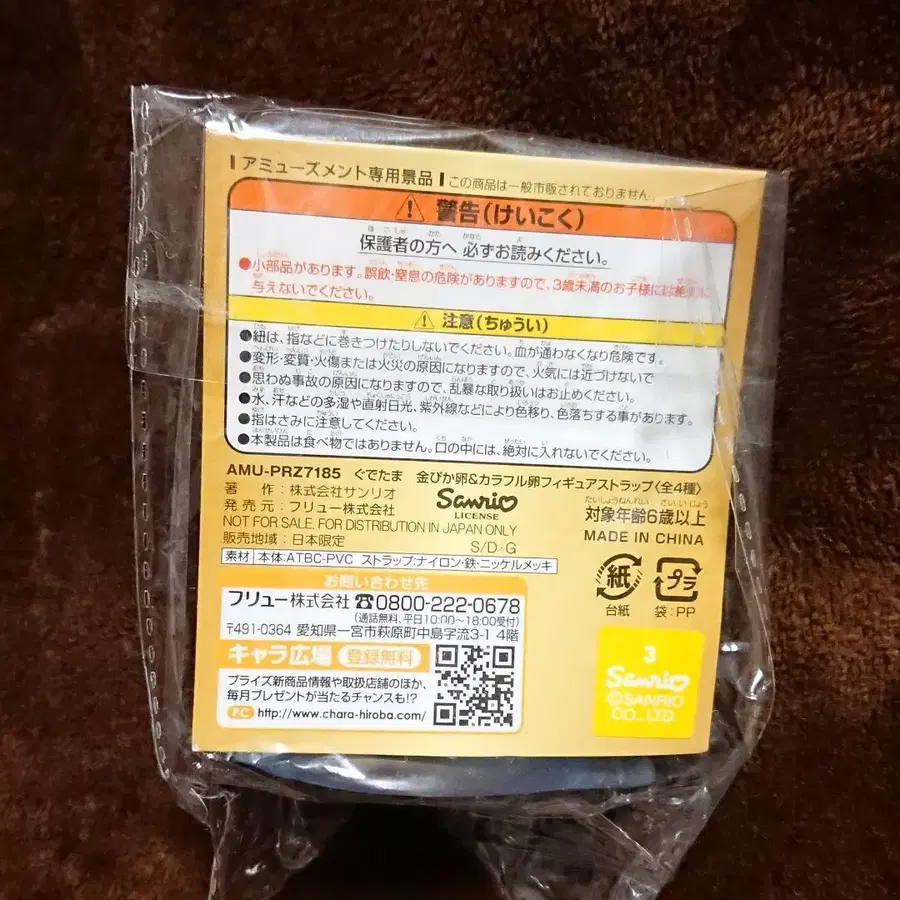 アミューズメント専用景品 この商品は一般市販されておりません。
警告(けいこく)
保護者の方へ 必ずお読みください。
●小部品があります。誤飲・窒息の危険がありますので、3歳未満のお子様には絶対に
与えないでください。
注意(ちゅうい)
●紐は、指などに巻きつけたりしないでください。血が通わなくなり危険です。
●変形・変質・火傷または火災の原因になりますので、火気には近づけないで
●思わぬ事故の原因になりますので、乱暴な取り扱いはお止めください。
●水、汗などの多湿や直射日光、紫外線などにより色移り、色落ちする事があります。
●指はさみに注意してください。
●本製品は食べ物ではありません。口の中には、絶対に入れないでください。
AMU-PRZ7185 ぐでたま 金ぴか卵&カラフル卵フィギュアストラップ〈全4種〉
著作:株式会社サンリオ
発売元:フリュー株式会社
Sanrio
LICENSE
NOT FOR SALE. FOR DISTRIBUTION IN JAPAN ONLY
販売地域:日本限定
S/D・G
対象年齢6歳以上
MADE IN CHINA
素材 本体:ATBC-PVC ストラップ:ナイロン・鉄・ニッケルメッキ
お問い合わせ先
フリュー株式会社 ☎0800-222-0678
(通話無料、平日10:00~18:00受付)
〒491-0364 愛知県一宮市萩原町中島字流3-1 4階
キャラ広場 登録無料
プライズ新商品情報や取扱店舗のほか、
毎月プレゼントが当たるチャンスも!?
PC http://www.chara-hiroba.com/
紙
台紙
プラ
袋:PP
3
Sanrio
©SANRIO
CO.,LTD